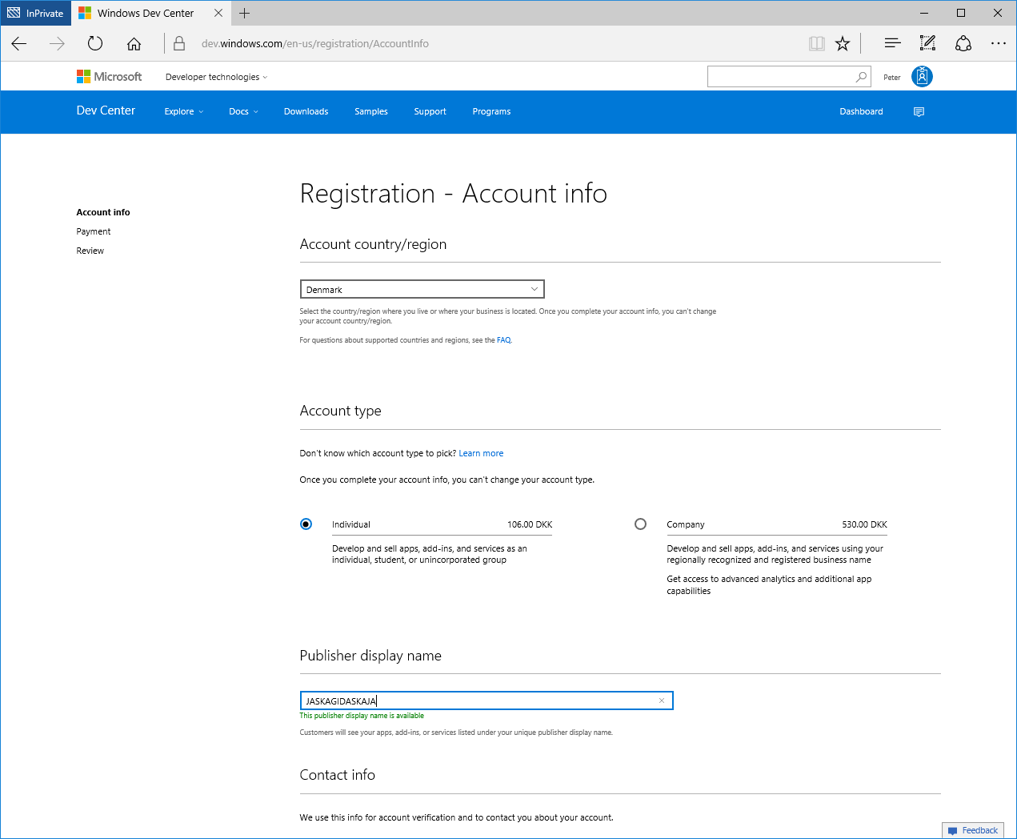 InPrivate
Windows Dev Center
dev.windows.com/en-us/registration/AccountInfo
Microsoft
Developer technologies
Peter
Dev Center
Explore
Docs
Downloads
Samples
Support
Programs
Dashboard
Account info
Payment
Review
Registration - Account info
Account country/region
Denmark
Select the country/region where you live or where your business is located. Once you complete your account info, you can't change
your account country/region.
For questions about supported countries and regions, see the FAQ.
Account type
Don't know which account type to pick? Learn more
Once you complete your account info, you can't change your account type.
Individual 106.00 DKK
Develop and sell apps, add-ins, and services as an
individual, student, or unincorporated group
Company 530.00 DKK
Develop and sell apps, add-ins, and services using your
regionally recognized and registered business name
Get access to advanced analytics and additional app
capabilities
Publisher display name
JASKAGIDASKAJA
This publisher display name is available
Customers will see your apps, add-ins, or services listed under your unique publisher display name.
Contact info
We use this info for account verification and to contact you about your account.
Feedback